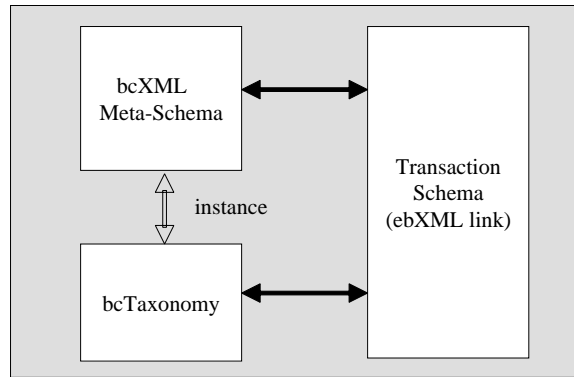 bcXML
Meta-Schema
instance
bcTaxonomy
Transaction
Schema
(ebXML link)